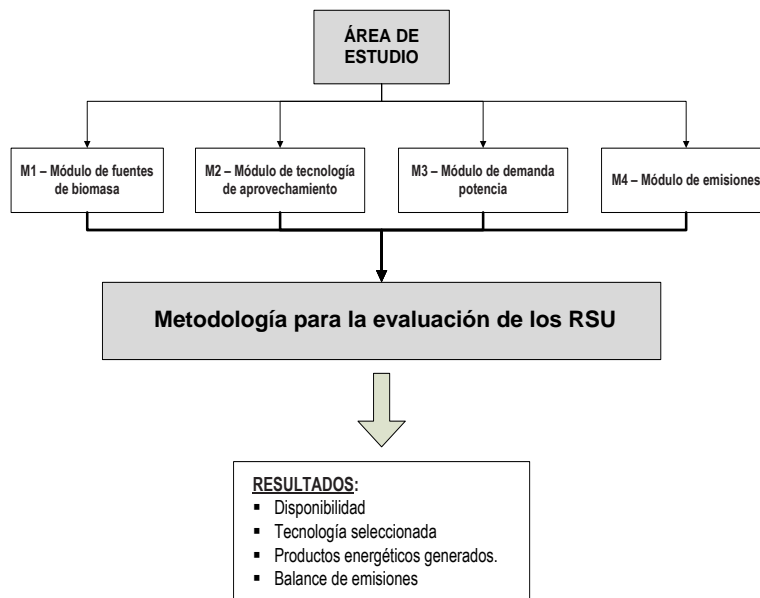 ÁREA DE
ESTUDIO
M1 – Módulo de fuentes
de biomasa
M2 – Módulo de tecnología
de aprovechamiento
M3 – Módulo de demanda
potencia
M4 – Módulo de emisiones
Metodología para la evaluación de los RSU
RESULTADOS:
▪ Disponibilidad
▪ Tecnología seleccionada
▪ Productos energéticos generados.
▪ Balance de emisiones